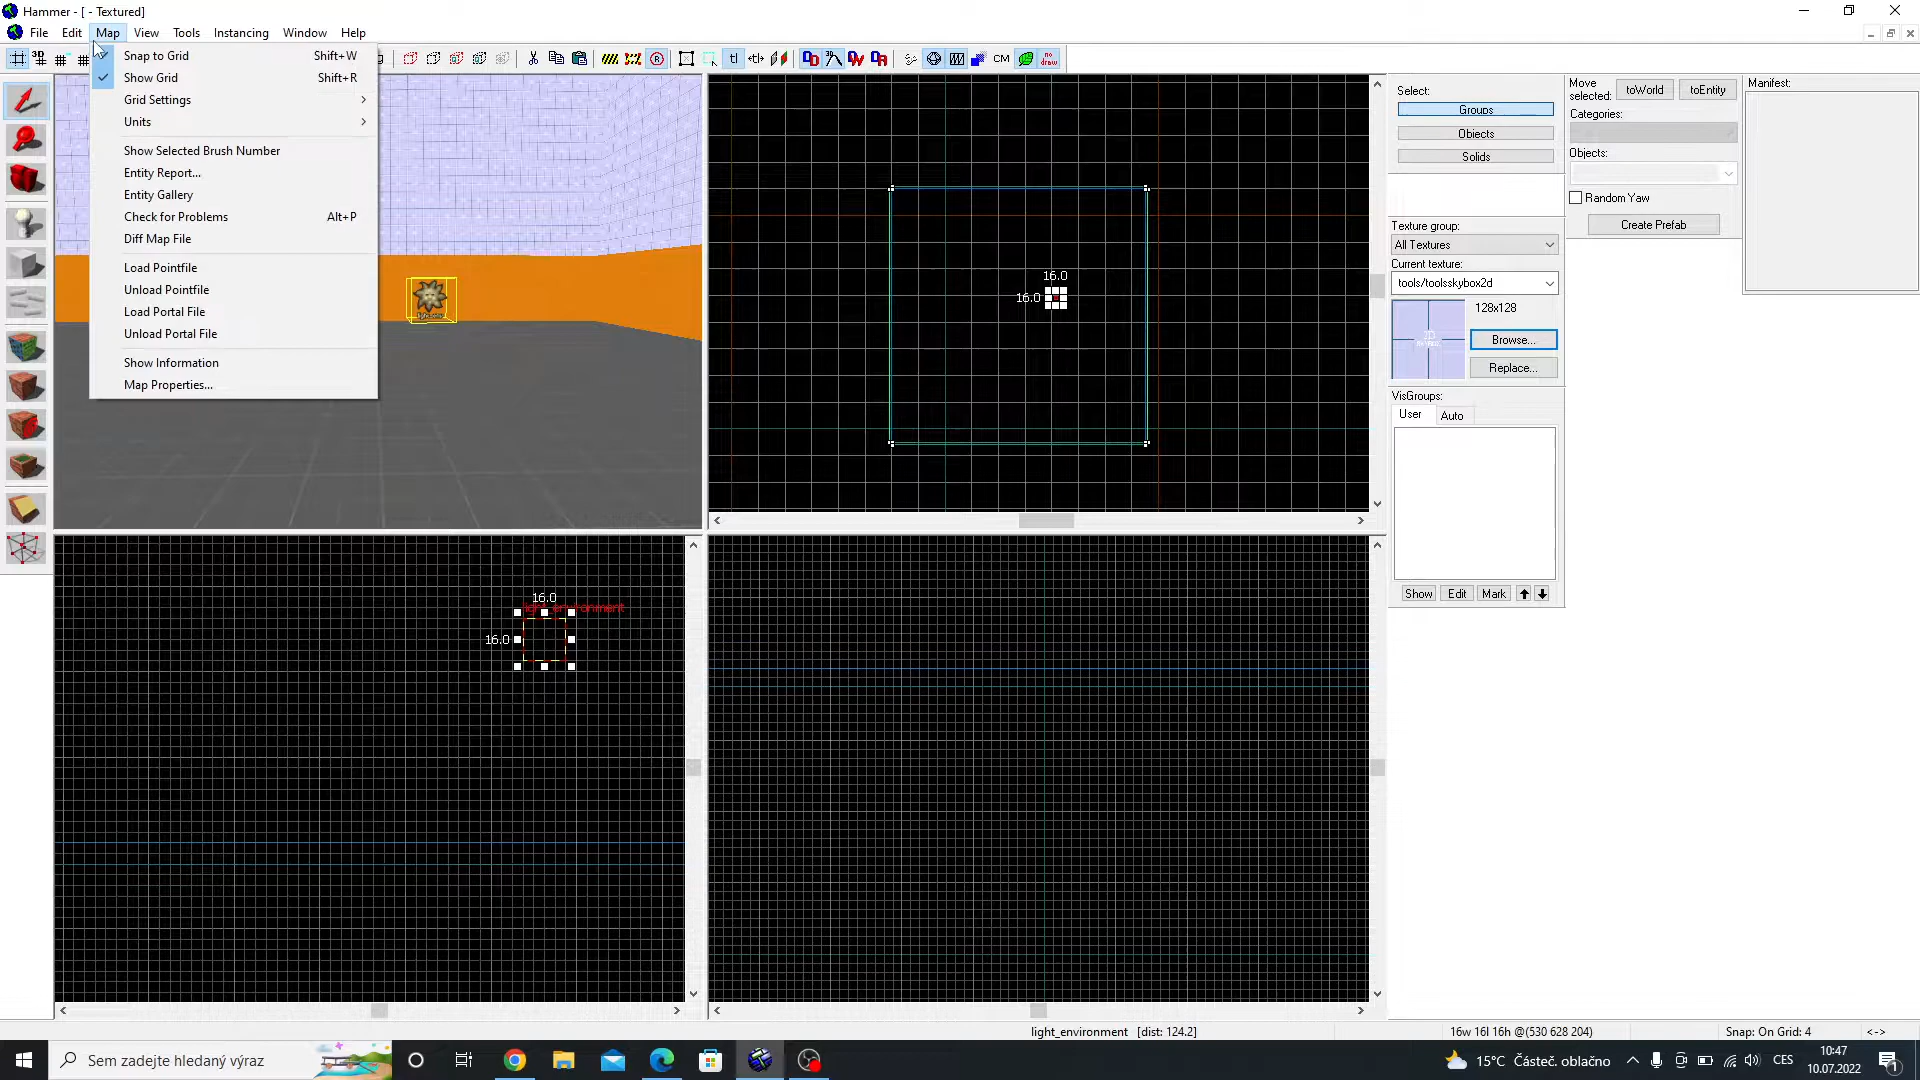 Hammer - [ - Textured]
File Edit Map View Tools Instancing Window Help
Snap to Grid Shift+W
Show Grid Shift+R
Grid Settings
Units
Show Selected Brush Number
Entity Report...
Entity Gallery
Check for Problems Alt+P
Diff Map File
Load Pointfile
Unload Pointfile
Load Portal File
Unload Portal File
Show Information
Map Properties...
3D
tl
CM
no draw
16.0
16.0
16.0
light_environment
16.0
Select:
Groups
Objects
Solids
Texture group:
All Textures
Current texture:
tools/toolsskybox2d
128x128
Browse...
Replace...
VisGroups:
User Auto
Show Edit Mark
Move selected: toWorld toEntity
Categories:
Objects:
Random Yaw
Create Prefab
Manifest:
light_environment [dist: 124.2]
16w 16l 16h @(530 628 204)
Snap: On Grid: 4
<->
Sem zadejte hledaný výraz
15°C Částeč. oblačno
CES
10:47
10.07.2022
1